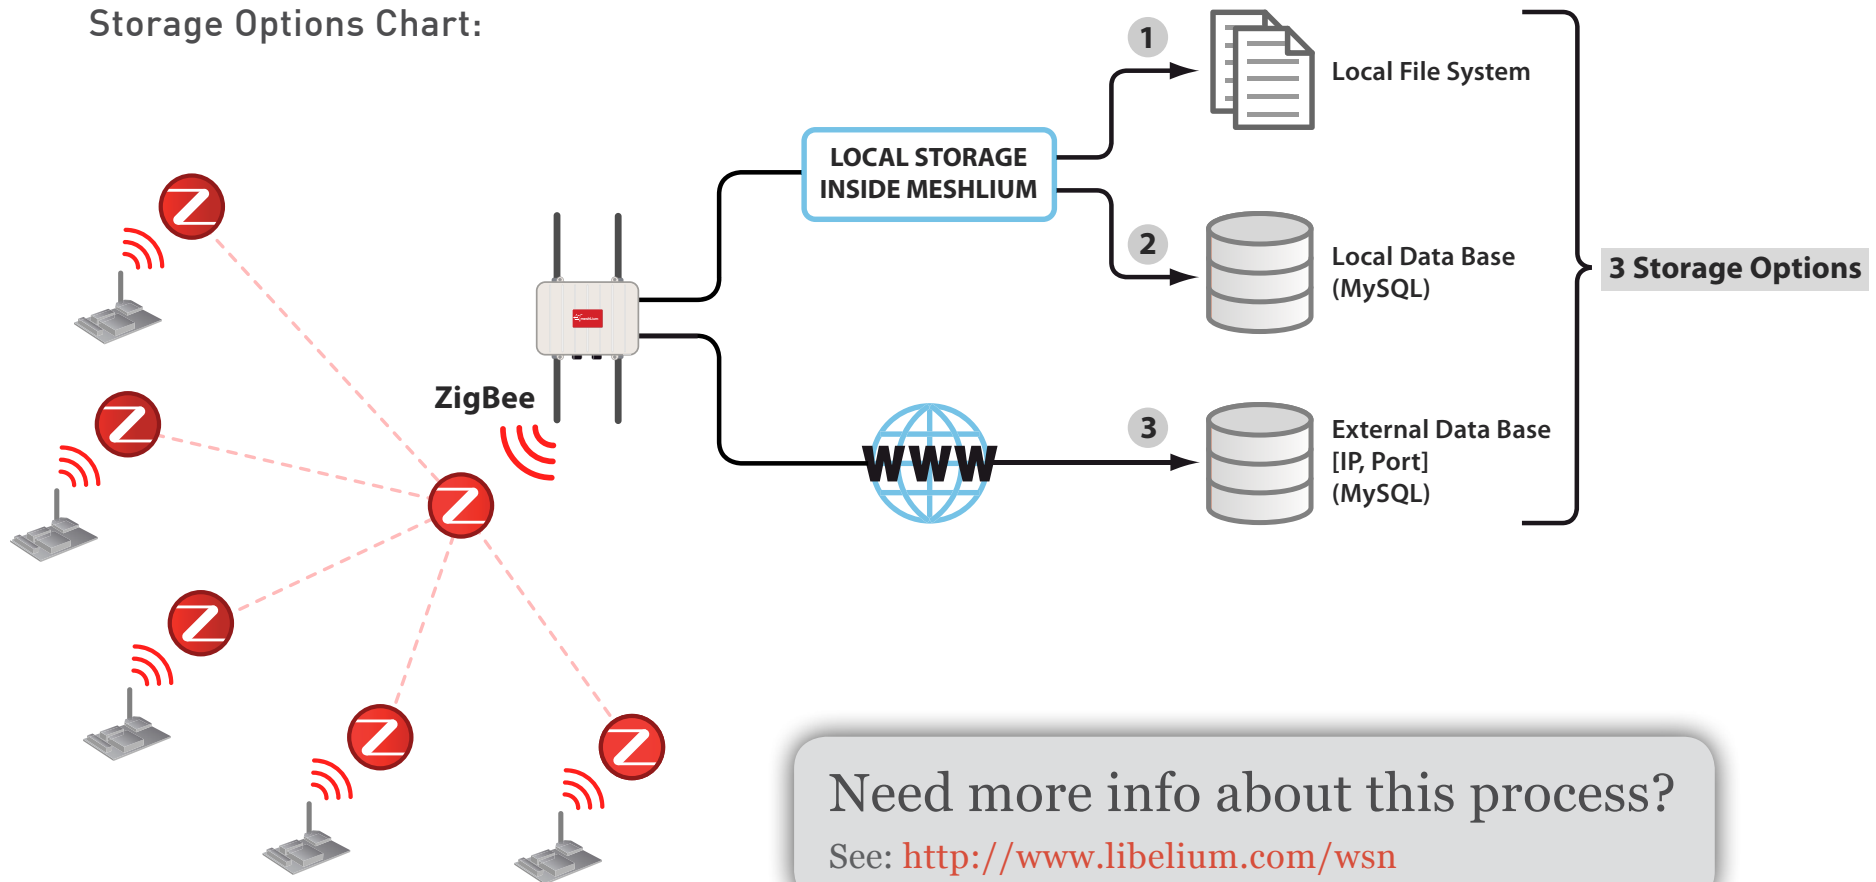 Storage Options Chart:
1
Local File System
LOCAL STORAGE
INSIDE MESHLIUM
2
Local Data Base
(MySQL)
3 Storage Options
meshlium
ZigBee
3
WWW
External Data Base
[IP, Port]
(MySQL)
Z
Z
Z
Z
Z
Z
Need more info about this process?
See: http://www.libelium.com/wsn